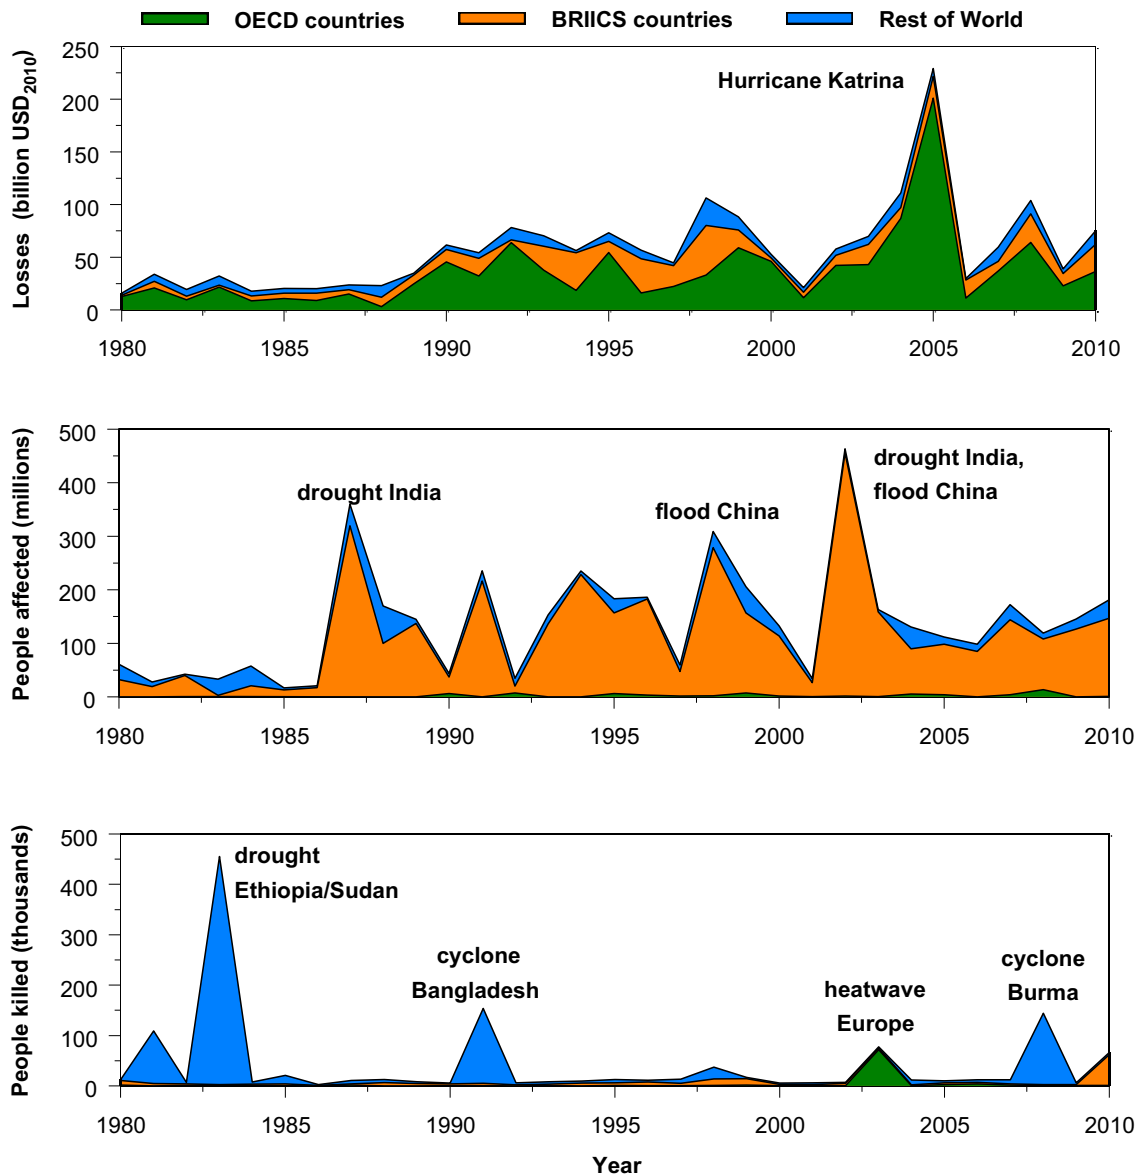 OECD countries BRIICS countries Rest of World
Losses (billion USD2010)
250
200
150
100
50
0
Hurricane Katrina
1980 1985 1990 1995 2000 2005 2010
People affected (millions)
500
400
300
200
100
0
drought India
flood China
drought India,
flood China
1980 1985 1990 1995 2000 2005 2010
People killed (thousands)
500
400
300
200
100
0
drought
Ethiopia/Sudan
cyclone
Bangladesh
heatwave
Europe
cyclone
Burma
1980 1985 1990 1995 2000 2005 2010
Year